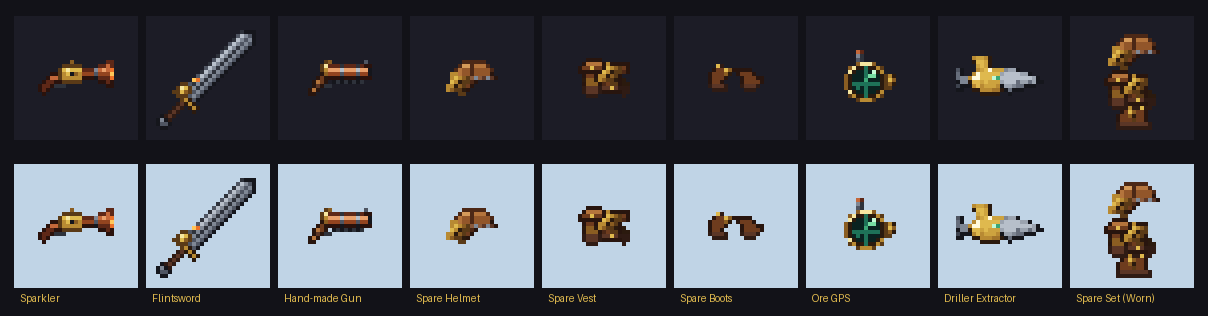 Sparkler
Flintsword
Hand-made Gun
Spare Helmet
Spare Vest
Spare Boots
Ore GPS
Driller Extractor
Spare Set (Worn)